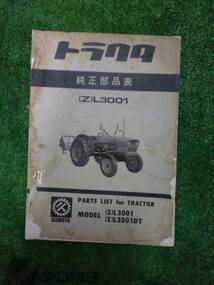 トラクタ
純正部品表
(Z)L3001
PARTS LIST for TRACTOR
MODEL (Z)L3001
(Z)L3001DT
KUBOTA